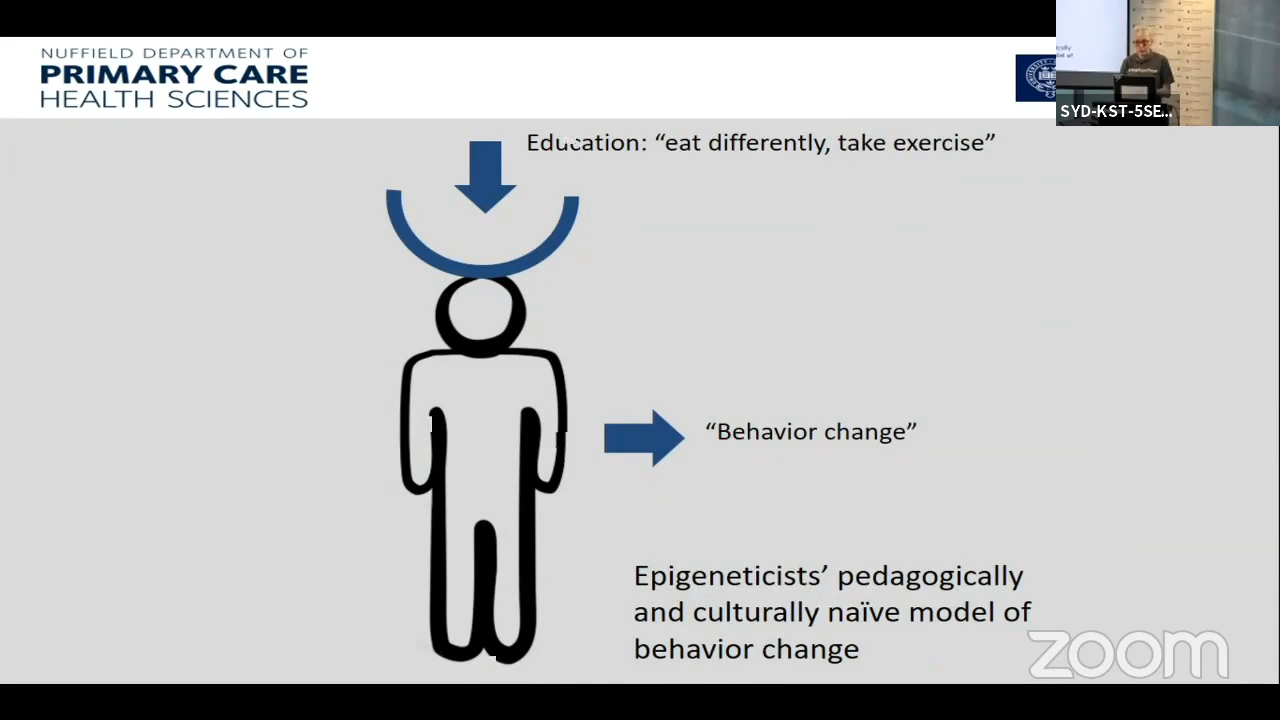 NUFFIELD DEPARTMENT OF
PRIMARY CARE
HEALTH SCIENCES
SYD-KST-5SE...
Education: “eat differently, take exercise”
“Behavior change”
Epigeneticists’ pedagogically
and culturally naïve model of
behavior change
zoom